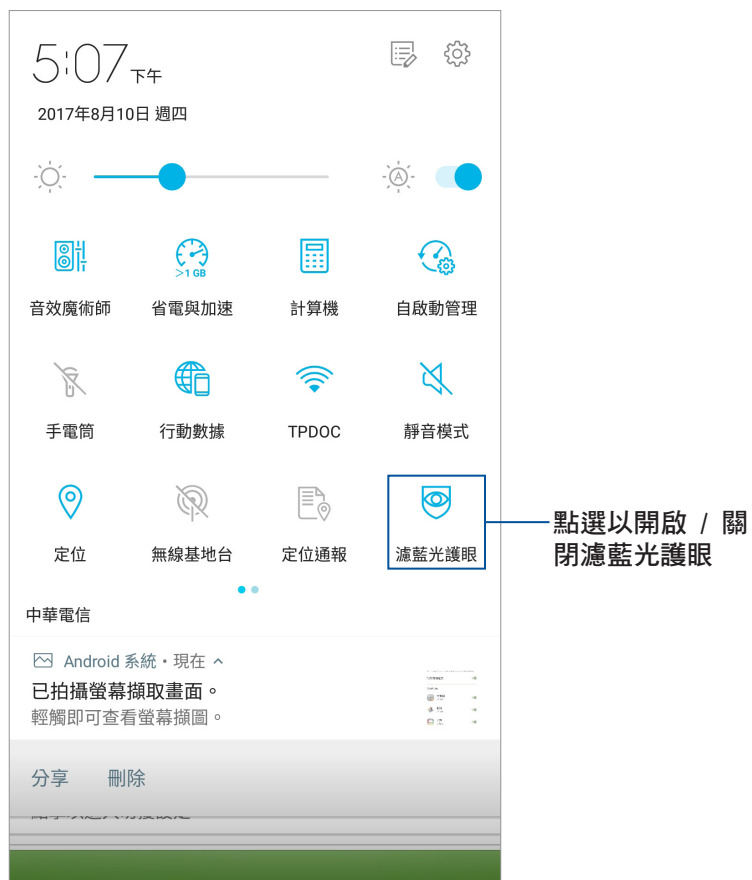 5:07 下午
2017年8月10日 週四
A
>1 GB
音效魔術師 省電與加速 計算機 自啟動管理
手電筒 行動數據 TPDOC 靜音模式
定位 無線基地台 定位通報 濾藍光護眼
點選以開啟 / 關
閉濾藍光護眼
中華電信
Android 系統・現在
已拍攝螢幕擷取畫面。
輕觸即可查看螢幕擷圖。
分享 刪除